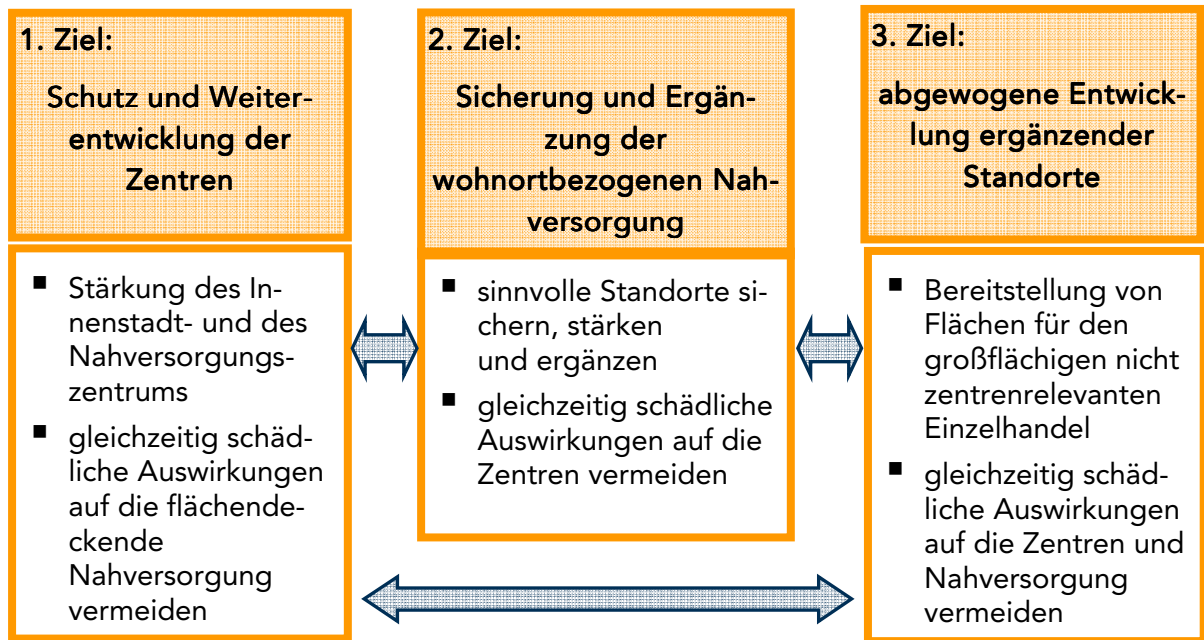 1. Ziel:
Schutz und Weiter-
entwicklung der
Zentren
■ Stärkung des In-
nenstadt- und des
Nahversorgungs-
zentrums
■ gleichzeitig schäd-
liche Auswirkungen
auf die flächende-
ckende
Nahversorgung
vermeiden
2. Ziel:
Sicherung und Ergän-
zung der
wohnortbezogenen Nah-
versorgung
■ sinnvolle Standorte si-
chern, stärken
und ergänzen
■ gleichzeitig schädliche
Auswirkungen auf die
Zentren vermeiden
3. Ziel:
abgewogene Entwick-
lung ergänzender
Standorte
■ Bereitstellung von
Flächen für den
großflächigen nicht
zentrenrelevanten
Einzelhandel
■ gleichzeitig schäd-
liche Auswirkungen
auf die Zentren und
Nahversorgung
vermeiden